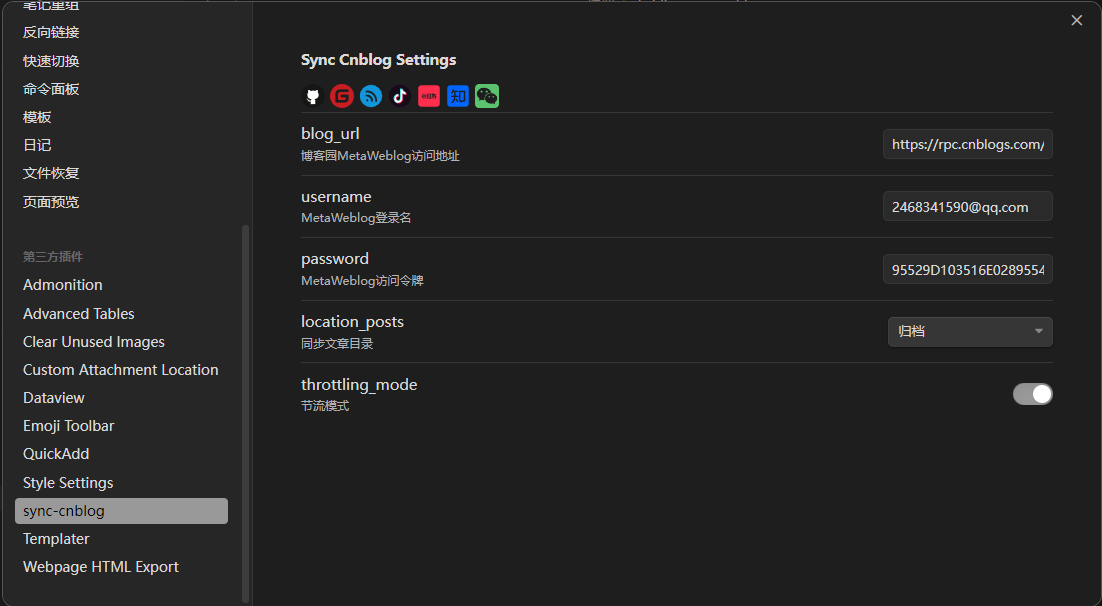 笔记重组
反向链接
快速切换
命令面板
模板
日记
文件恢复
页面预览
第三方插件
Admonition
Advanced Tables
Clear Unused Images
Custom Attachment Location
Dataview
Emoji Toolbar
QuickAdd
Style Settings
sync-cnblog
Templater
Webpage HTML Export
Sync Cnblog Settings
小红书
知
blog_url
博客园MetaWeblog访问地址
https://rpc.cnblogs.com/
username
MetaWeblog登录名
2468341590@qq.com
password
MetaWeblog访问令牌
95529D103516E0289554
location_posts
同步文章目录
归档
throttling_mode
节流模式